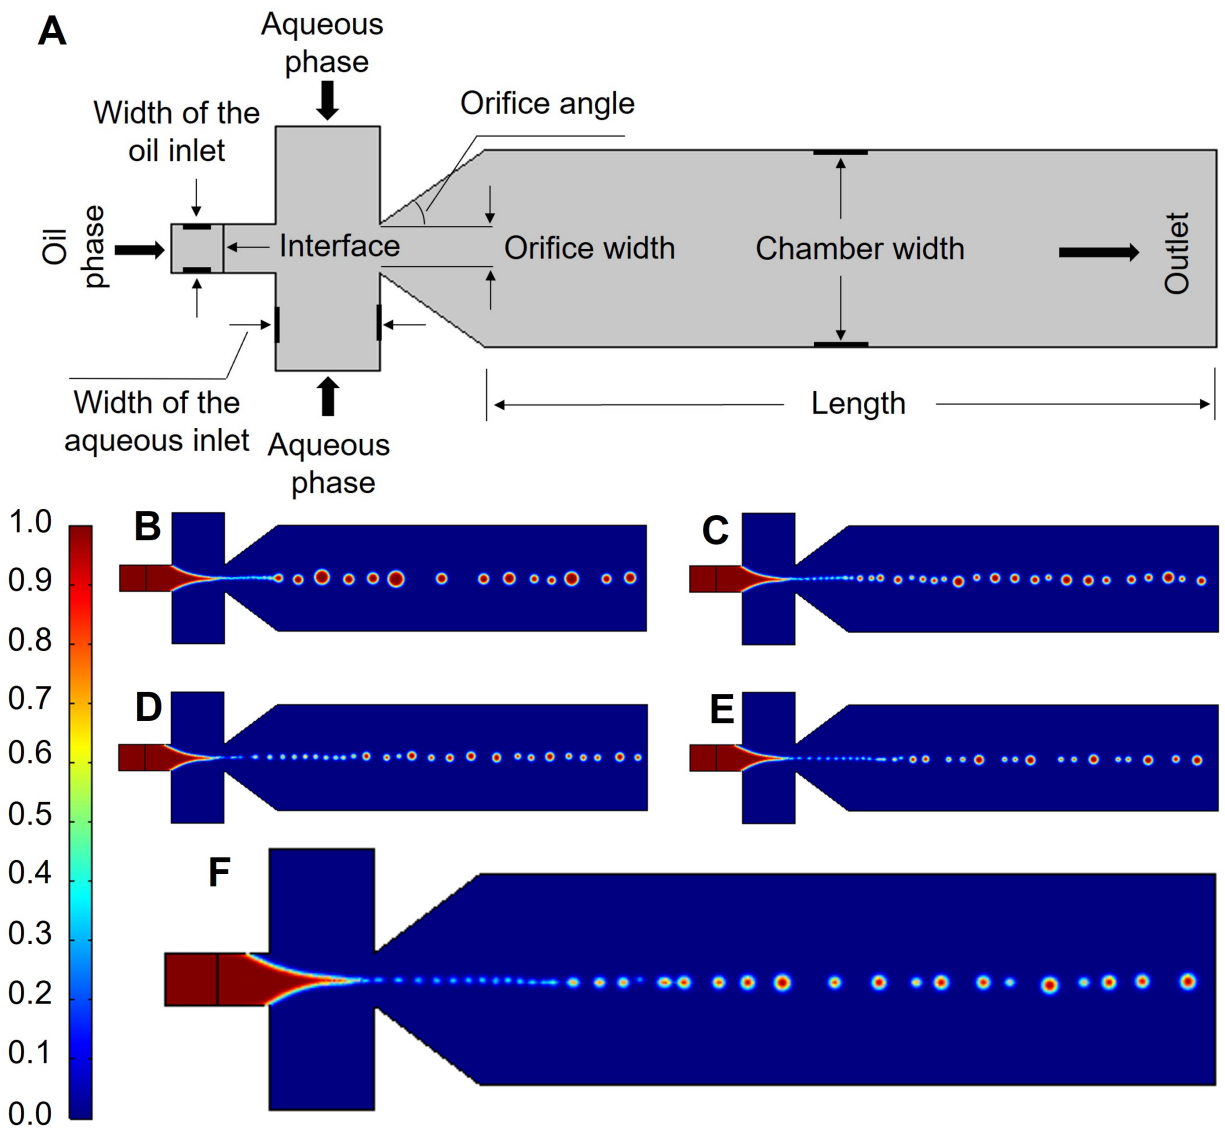 A
Aqueous
phase
Orifice angle
Width of the
oil inlet
Oil
phase
Interface
Orifice width
Chamber width
Outlet
Width of the
aqueous inlet
Length
Aqueous
phase
1.0
0.9
0.8
0.7
0.6
0.5
0.4
0.3
0.2
0.1
0.0
B
C
D
E
F